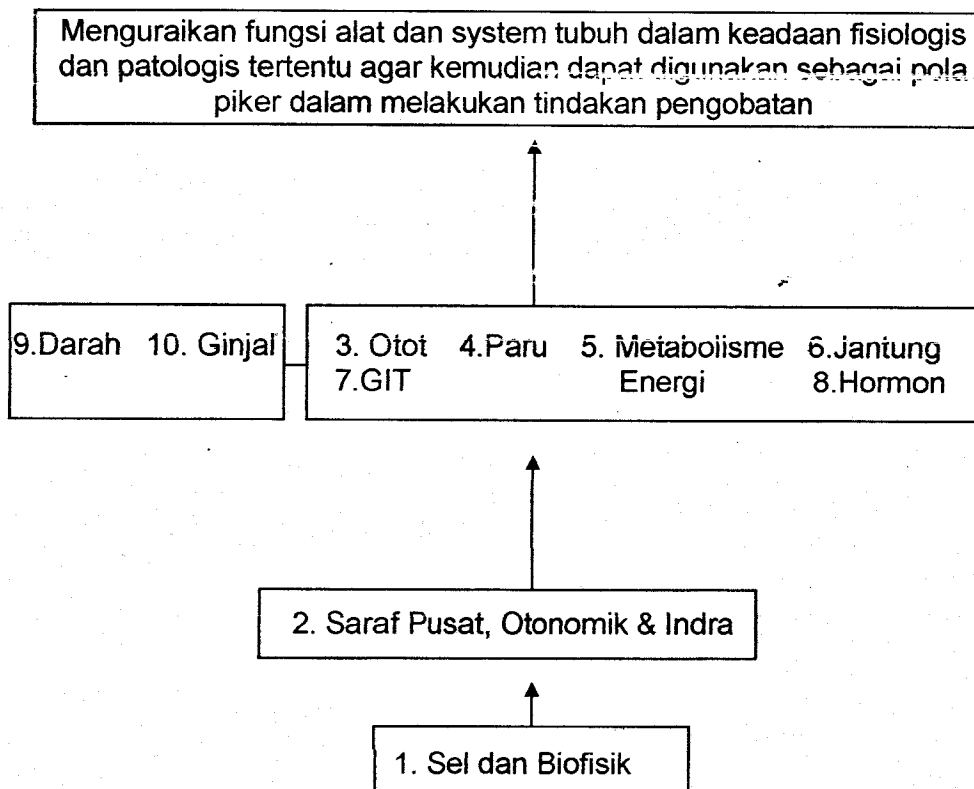 Menguraikan fungsi alat dan system tubuh dalam keadaan fisiologis
dan patologis tertentu agar kemudian dapat digunakan sebagai pola
piker dalam melakukan tindakan pengobatan
9.Darah 10. Ginjal
3. Otot 4.Paru 5. Metabolisme 6.Jantung
7.GIT Energi 8.Hormon
2. Saraf Pusat, Otonomik & Indra
1. Sel dan Biofisik